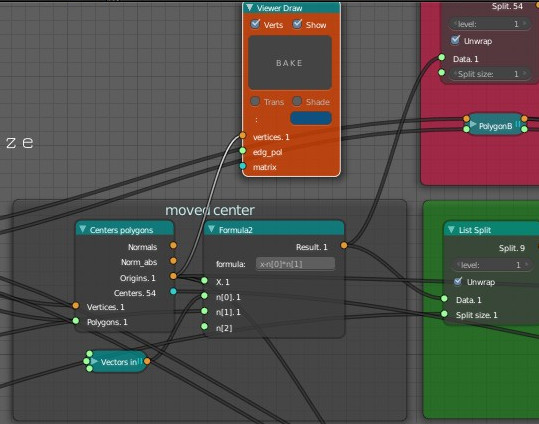 Viewer Draw
Verts
Show
BAKE
Trans
Shade
:
vertices. 1
edg_pol
matrix
Split. 54
level: 1
Unwrap
Data. 1
Split size: 1
PolygonB
z e
moved center
Centers polygons
Normals
Norm_abs
Origins. 1
Centers. 54
Vertices. 1
Polygons. 1
Vectors in
Formula2
Result. 1
formula: x-n[0]*n[1]
X. 1
n[0]. 1
n[1]. 1
n[2]
List Split
Split. 9
level: 1
Unwrap
Data. 1
Split size. 1